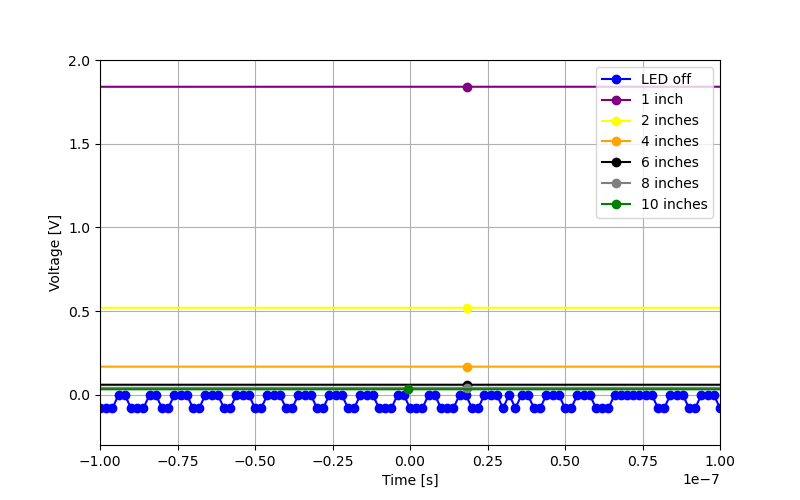 2.0
1.5
1.0
0.5
0.0
Voltage [V]
LED off
1 inch
2 inches
4 inches
6 inches
8 inches
10 inches
−1.00 −0.75 −0.50 −0.25 0.00 0.25 0.50 0.75 1.00
1e−7
Time [s]